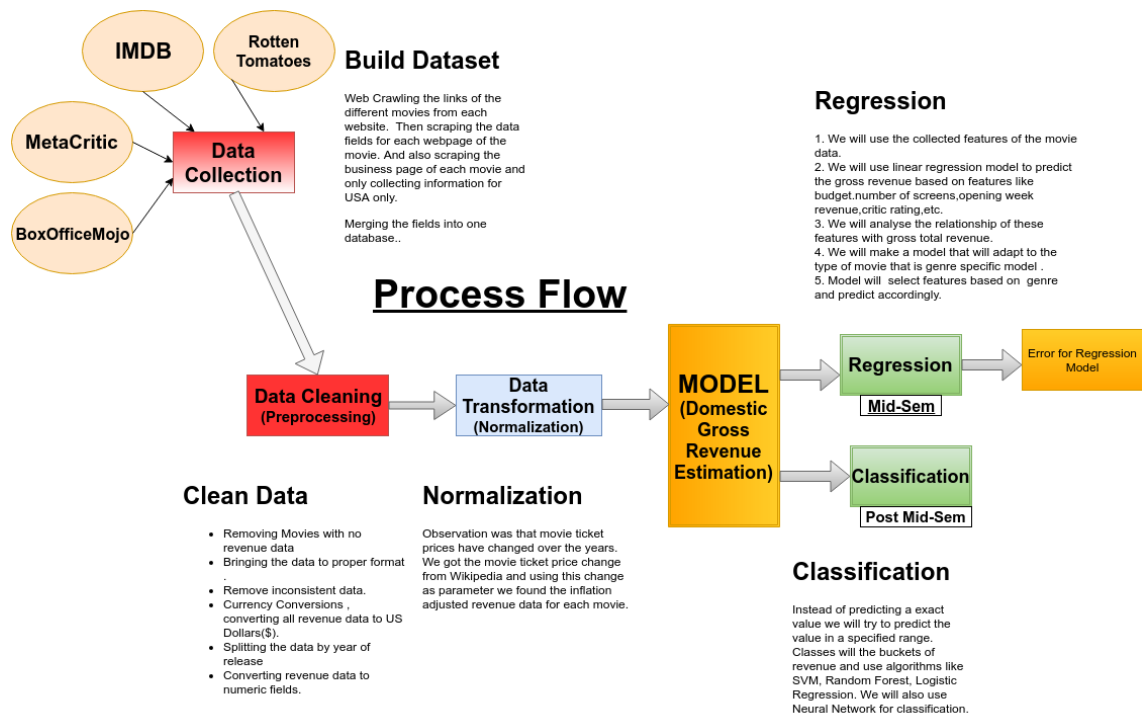 IMDB
Rotten
Tomatoes
MetaCritic
BoxOfficeMojo
Data
Collection
Build Dataset
Web Crawling the links of the
different movies from each
website. Then scraping the data
fields for each webpage of the
movie. And also scraping the
business page of each movie and
only collecting information for
USA only.
Merging the fields into one
database..
Regression
1. We will use the collected features of the movie
data.
2. We will use linear regression model to predict
the gross revenue based on features like
budget.number of screens,opening week
revenue,critic rating,etc.
3. We will analyse the relationship of these
features with gross total revenue.
4. We will make a model that will adapt to the
type of movie that is genre specific model .
5. Model will select features based on genre
and predict accordingly.
Process Flow
Data Cleaning
(Preprocessing)
Data
Transformation
(Normalization)
MODEL
(Domestic
Gross
Revenue
Estimation)
Regression
Mid-Sem
Error for Regression
Model
Classification
Post Mid-Sem
Clean Data
• Removing Movies with no
revenue data
• Bringing the data to proper format
.
• Remove inconsistent data.
• Currency Conversions ,
converting all revenue data to US
Dollars($).
• Splitting the data by year of
release
• Converting revenue data to
numeric fields.
Normalization
Observation was that movie ticket
prices have changed over the years.
We got the movie ticket price change
from Wikipedia and using this change
as parameter we found the inflation
adjusted revenue data for each movie.
Classification
Instead of predicting a exact
value we will try to predict the
value in a specified range.
Classes will the buckets of
revenue and use algorithms like
SVM, Random Forest, Logistic
Regression. We will also use
Neural Network for classification.